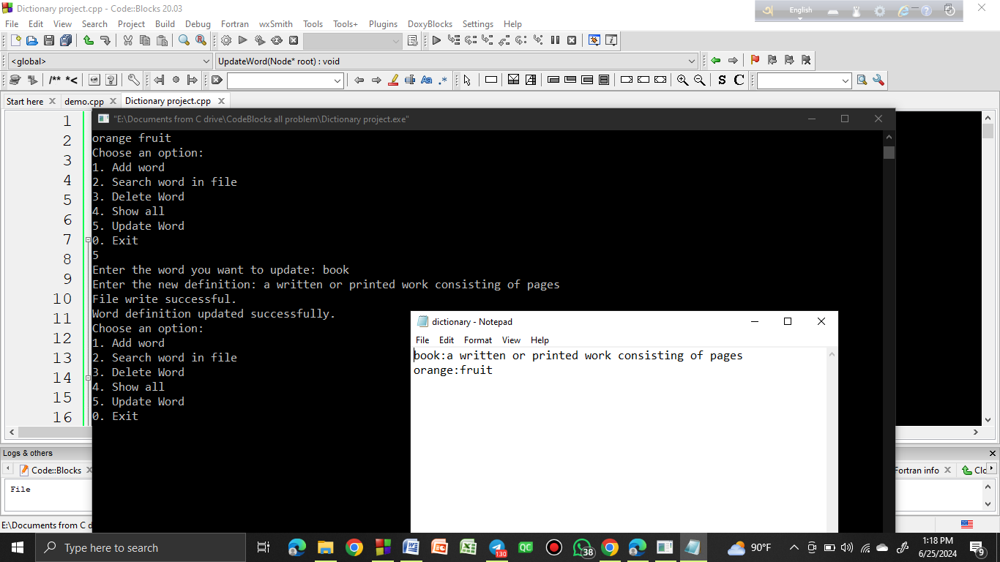 Dictionary project.cpp - Code::Blocks 20.03
English
File Edit View Search Project Build Debug Fortran wxSmith Tools Tools+ Plugins DoxyBlocks Settings Help
<global>
UpdateWord(Node* root) : void
/** *<
Aa .*
S C
Start here demo.cpp Dictionary project.cpp
1
2
3
4
5
6
7
8
9
10
11
12
13
14
15
16
"E:\Documents from C drive\CodeBlocks all problem\Dictionary project.exe"
orange fruit
Choose an option:
1. Add word
2. Search word in file
3. Delete Word
4. Show all
5. Update Word
0. Exit
5
Enter the word you want to update: book
Enter the new definition: a written or printed work consisting of pages
File write successful.
Word definition updated successfully.
Choose an option:
1. Add word
2. Search word in file
3. Delete Word
4. Show all
5. Update Word
0. Exit
dictionary - Notepad
File Edit Format View Help
book:a written or printed work consisting of pages
orange:fruit
Logs & others
Code::Blocks
Fortran info
Clo
File
E:\Documents from C d
Type here to search
QC
130
38
90°F
1:18 PM
6/25/2024
9